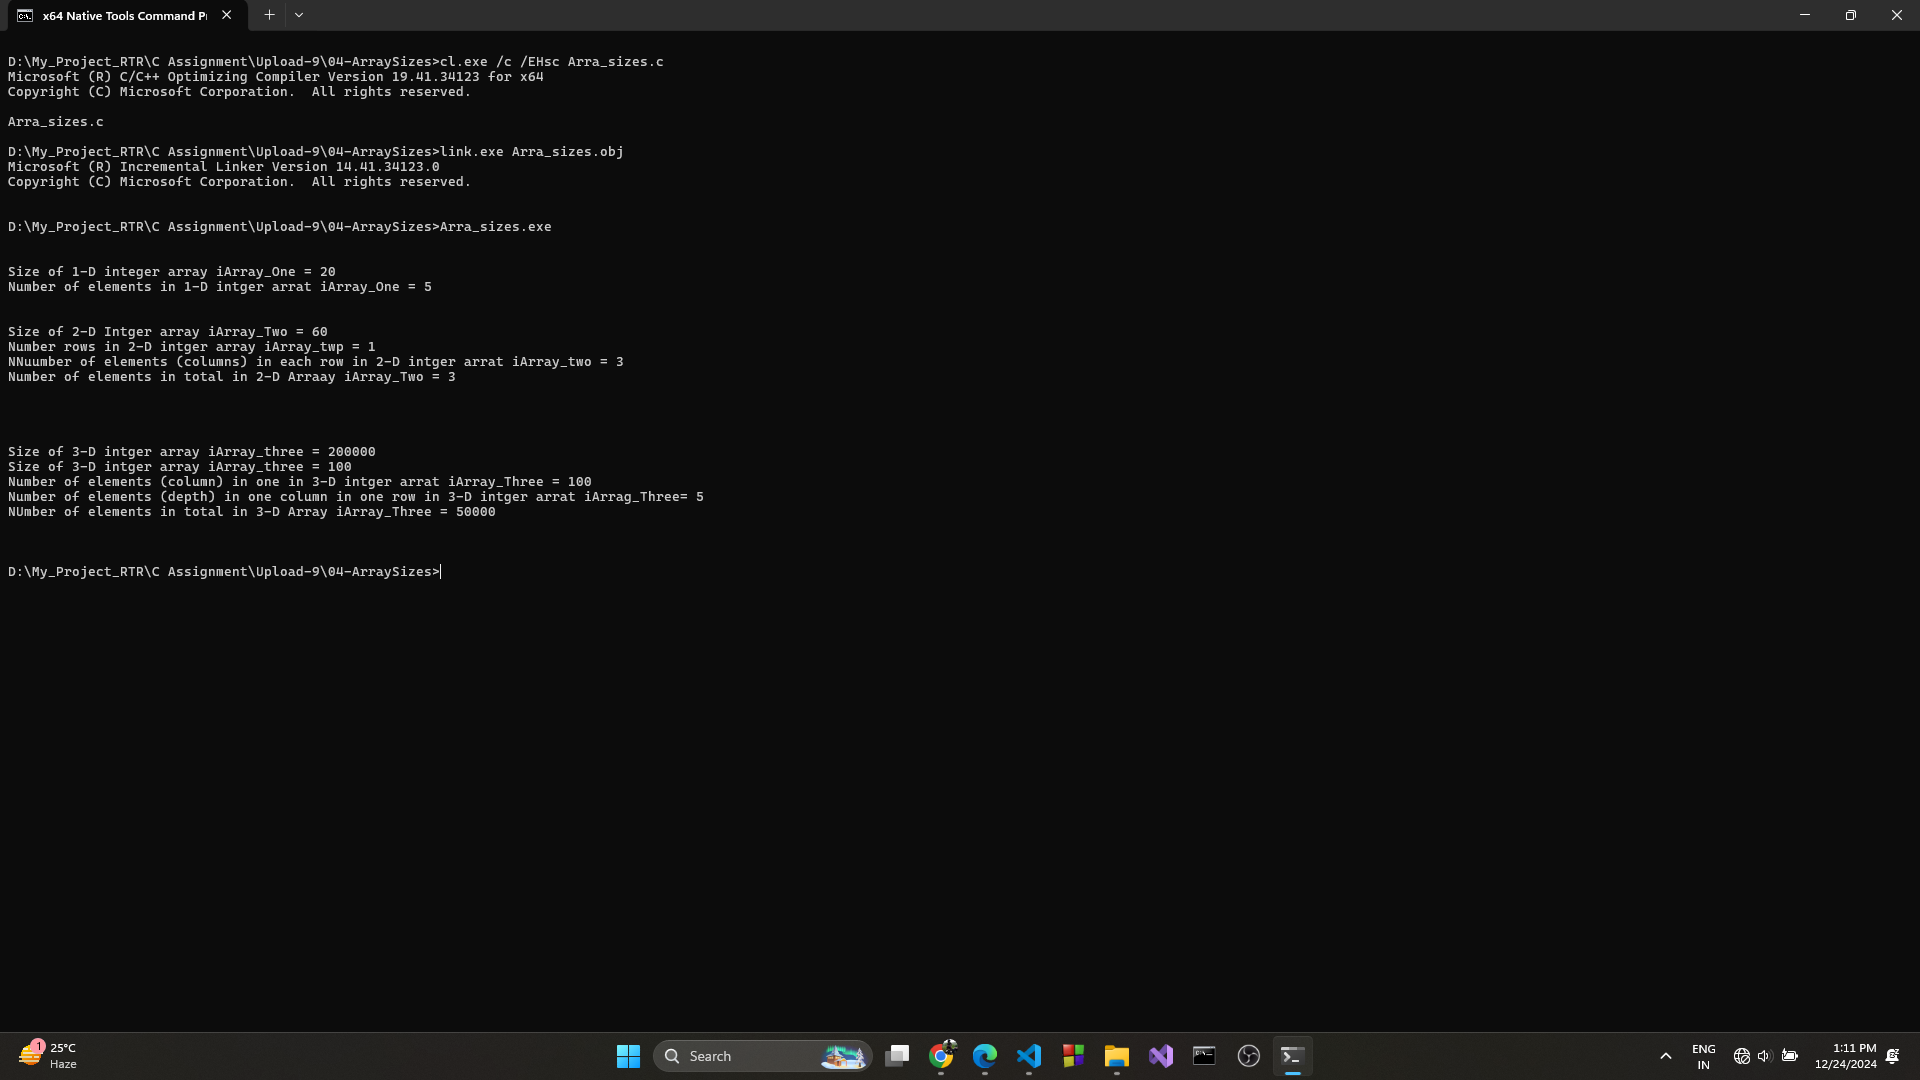 x64 Native Tools Command P
D:\My_Project_RTR\C Assignment\Upload-9\04-ArraySizes>cl.exe /c /EHsc Arra_sizes.c
Microsoft (R) C/C++ Optimizing Compiler Version 19.41.34123 for x64
Copyright (C) Microsoft Corporation.  All rights reserved.
Arra_sizes.c
D:\My_Project_RTR\C Assignment\Upload-9\04-ArraySizes>link.exe Arra_sizes.obj
Microsoft (R) Incremental Linker Version 14.41.34123.0
Copyright (C) Microsoft Corporation.  All rights reserved.
D:\My_Project_RTR\C Assignment\Upload-9\04-ArraySizes>Arra_sizes.exe
Size of 1-D integer array iArray_One = 20
Number of elements in 1-D intger arrat iArray_One = 5
Size of 2-D Intger array iArray_Two = 60
Number rows in 2-D intger array iArray_twp = 1
NNuumber of elements (columns) in each row in 2-D intger arrat iArray_two = 3
Number of elements in total in 2-D Arraay iArray_Two = 3
Size of 3-D intger array iArray_three = 200000
Size of 3-D intger array iArray_three = 100
Number of elements (column) in one in 3-D intger arrat iArray_Three = 100
Number of elements (depth) in one column in one row in 3-D intger arrat iArrag_Three= 5
NUmber of elements in total in 3-D Array iArray_Three = 50000
D:\My_Project_RTR\C Assignment\Upload-9\04-ArraySizes>
1
25°C
Haze
Search
ENG
IN
1:11 PM
12/24/2024